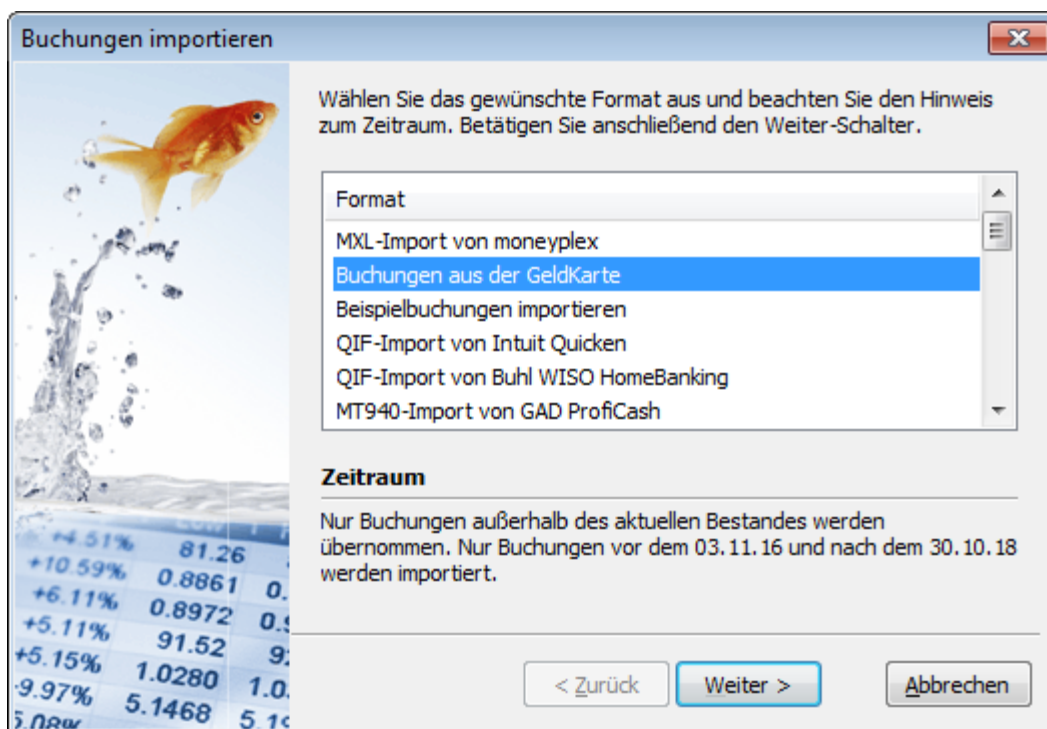 Buchungen importieren
Wählen Sie das gewünschte Format aus und beachten Sie den Hinweis
zum Zeitraum. Betätigen Sie anschließend den Weiter-Schalter.
Format
MXL-Import von moneyplex
Buchungen aus der GeldKarte
Beispielbuchungen importieren
QIF-Import von Intuit Quicken
QIF-Import von Buhl WISO HomeBanking
MT940-Import von GAD ProfiCash
Zeitraum
Nur Buchungen außerhalb des aktuellen Bestandes werden
übernommen. Nur Buchungen vor dem 03.11.16 und nach dem 30.10.18
werden importiert.
+4.51% 81.26
+10.59% 0.8861 0.
+6.11% 0.8972
+5.11% 91.52
+5.15% 1.0280 1.0
-9.97% 5.1468
< Zurück Weiter > Abbrechen